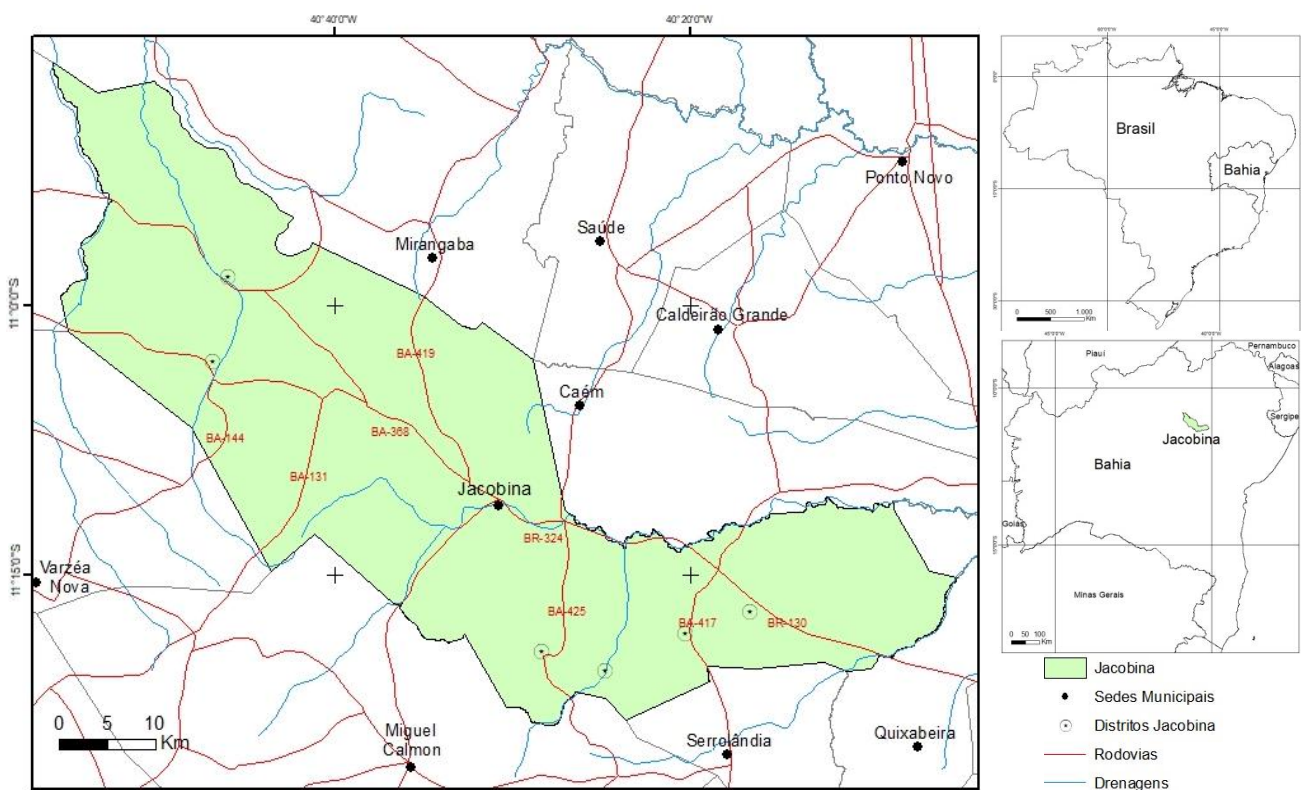 40°40'0"W
40°20'0"W
11°0'0"S
11°15'0"S
Ponto Novo
Saúde
Mirangaba
Caldeirão Grande
BA-419
Caém
BA-144
BA-368
BA-131
Jacobina
BR-324
Varzéa
Nova
BA-425
BA-417
BR-130
Miguel
Calmon
Serrolândia
Quixabeira
0 5 10
Km
Brasil
Bahia
0 500 1.000
Km
Piauí
Pernambuco
Alagoas
Sergipe
Jacobina
Bahia
Goiás
Minas Gerais
0 50 100
Km
Jacobina
Sedes Municipais
Distritos Jacobina
Rodovias
Drenagens